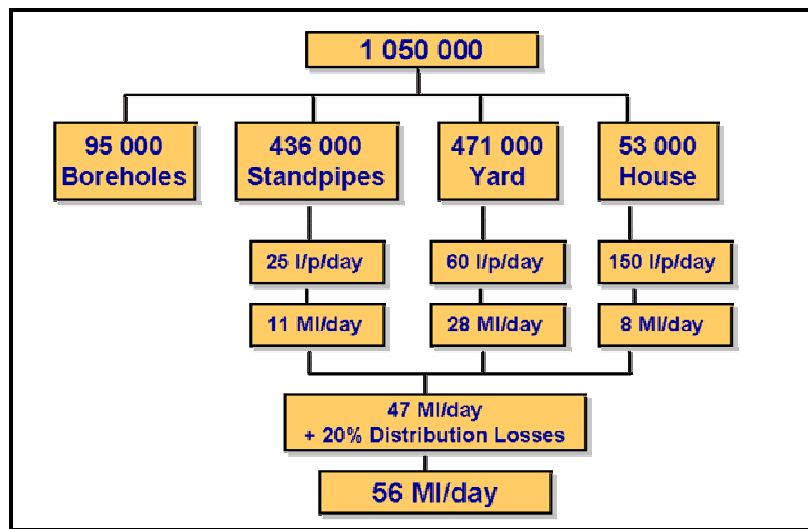 1 050 000
95 000
Boreholes
436 000
Standpipes
471 000
Yard
53 000
House
25 l/p/day
60 l/p/day
150 l/p/day
11 Ml/day
28 Ml/day
8 Ml/day
47 Ml/day
+ 20% Distribution Losses
56 Ml/day